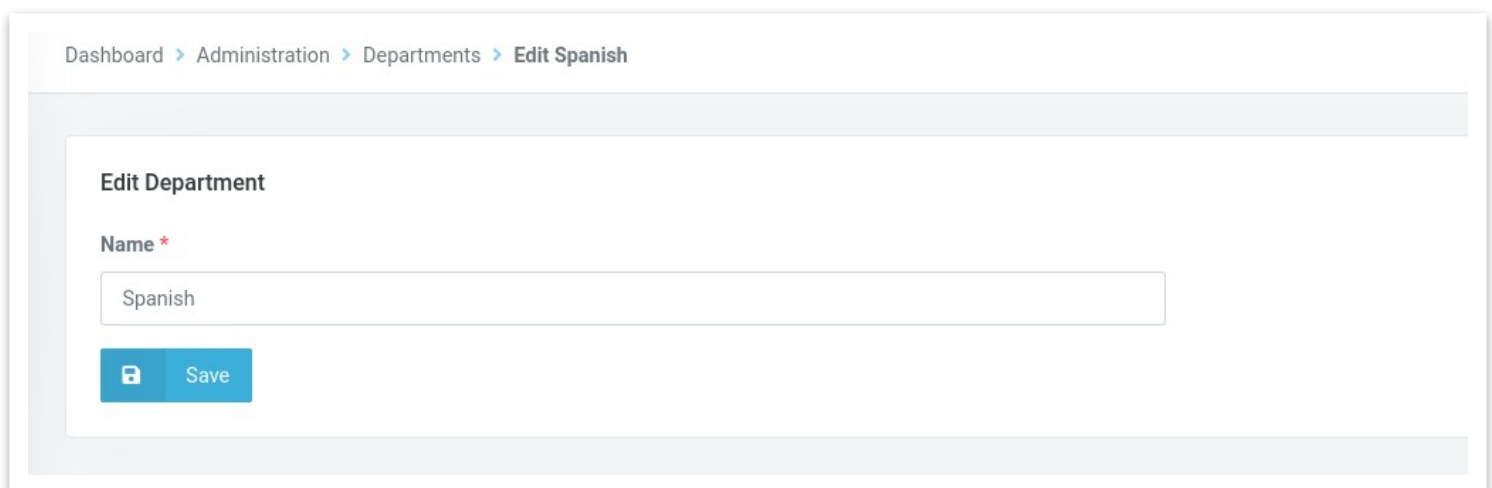 Dashboard > Administration > Departments > Edit Spanish
Edit Department
Name *
Spanish
Save